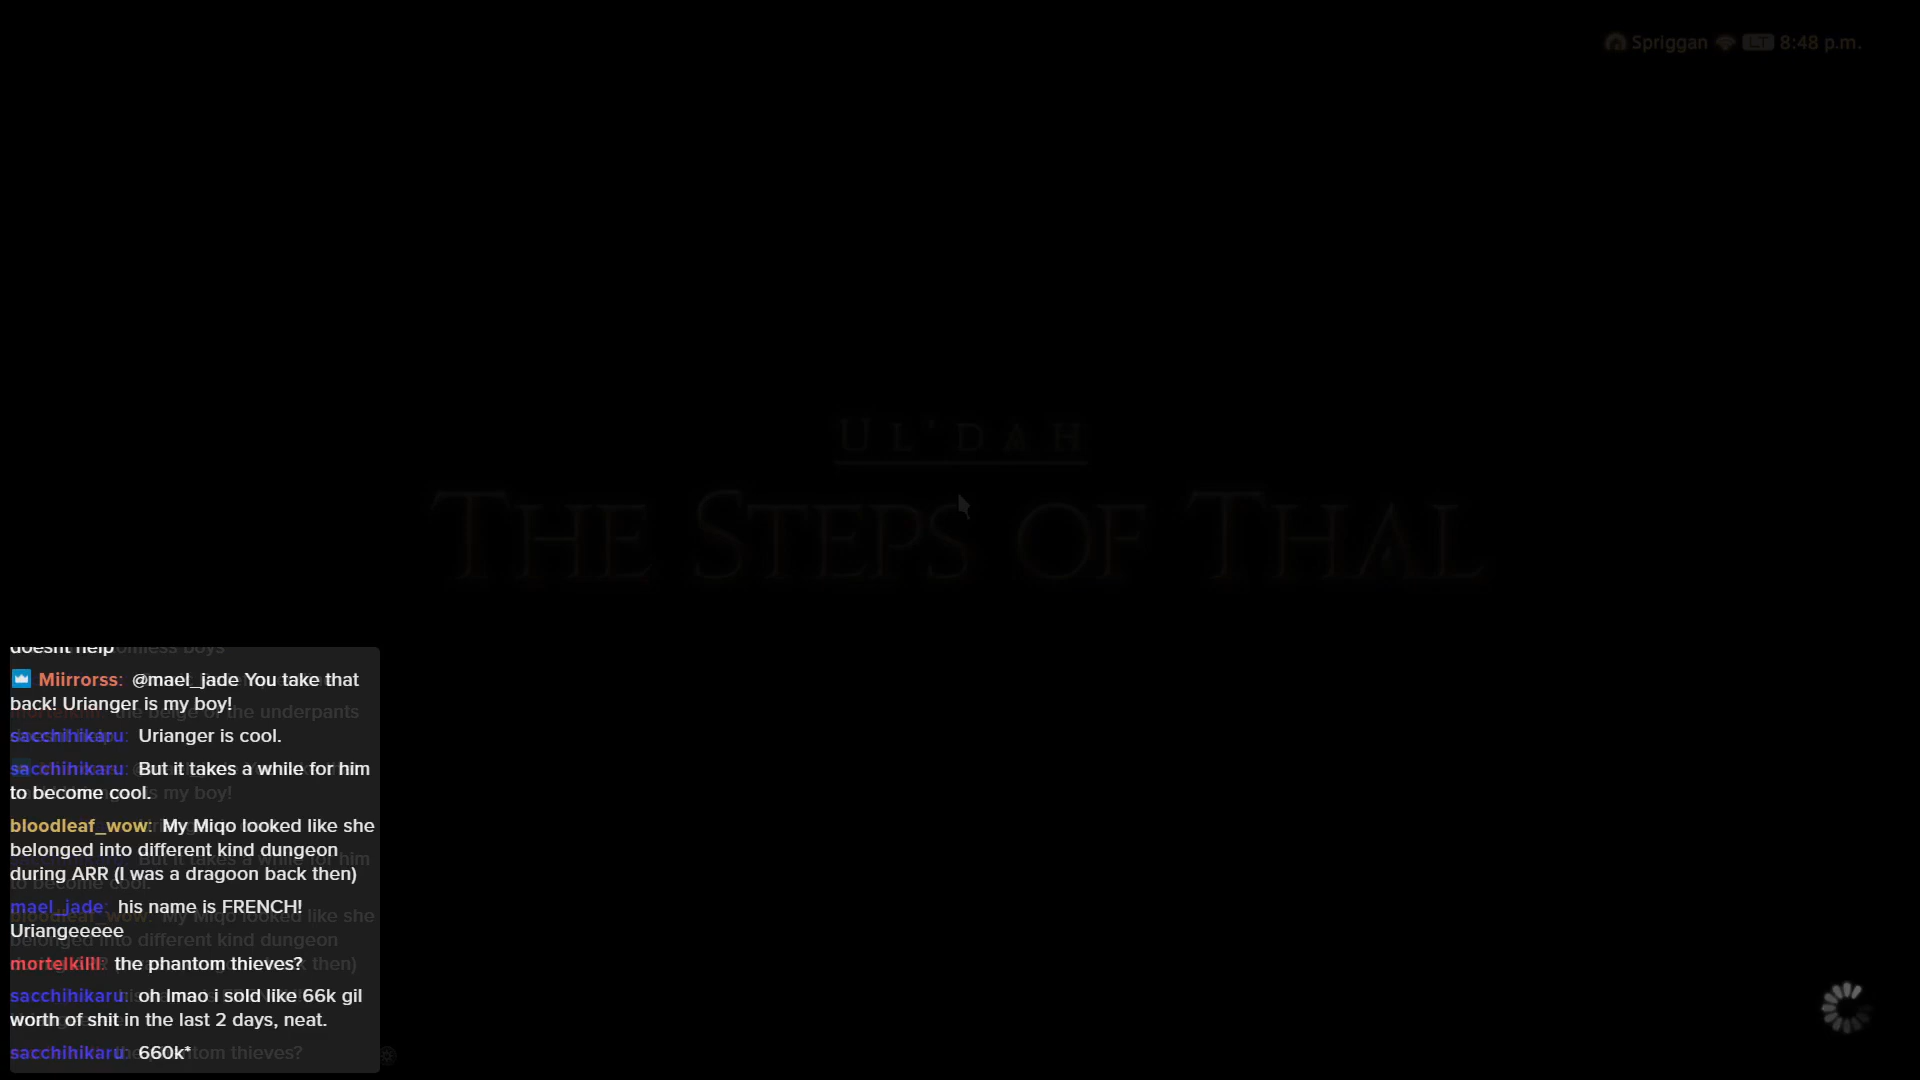 Spriggan LT 8:48 p.m.
UL'DAH
THE STEPS OF THAL
doesnt help
Miirrorss: @mael_jade You take that
back! Urianger is my boy!
sacchihikaru: Urianger is cool.
sacchihikaru: But it takes a while for him
to become cool.
bloodleaf_wow: My Miqo looked like she
belonged into different kind dungeon
during ARR (I was a dragoon back then)
mael_jade: his name is FRENCH!
Uriangeeeee
mortelkilll: the phantom thieves?
sacchihikaru: oh lmao i sold like 66k gil
worth of shit in the last 2 days, neat.
sacchihikaru: 660k*